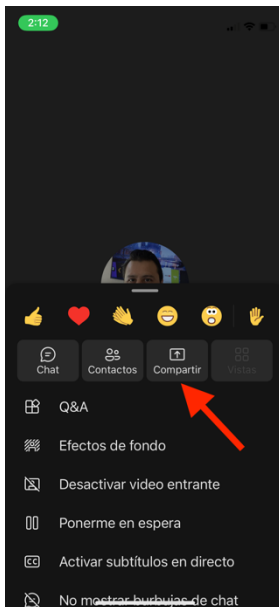 2:12
Chat Contactos Compartir Vistas
Q&A
Efectos de fondo
Desactivar video entrante
Ponerme en espera
CC Activar subtítulos en directo
No mostrar burbujas de chat